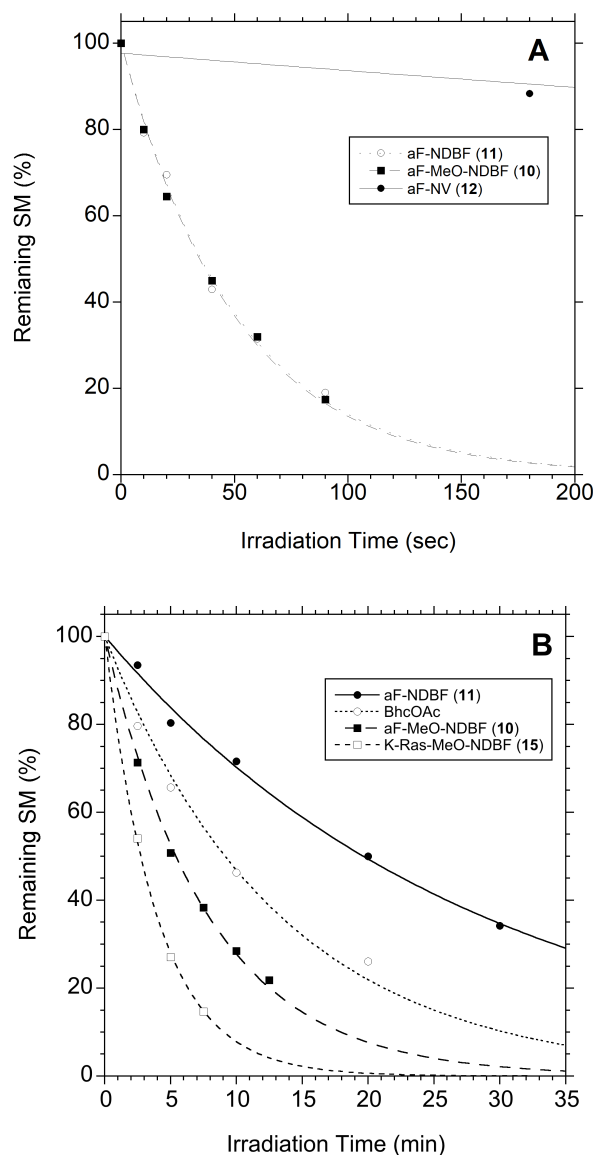 A
100
80
60
40
20
0
Remianing SM (%)
aF-NDBF (11)
aF-MeO-NDBF (10)
aF-NV (12)
0
50
100
150
200
Irradiation Time (sec)
B
100
80
60
40
20
0
Remaining SM (%)
aF-NDBF (11)
BhcOAc
aF-MeO-NDBF (10)
K-Ras-MeO-NDBF (15)
0
5
10
15
20
25
30
35
Irradiation Time (min)